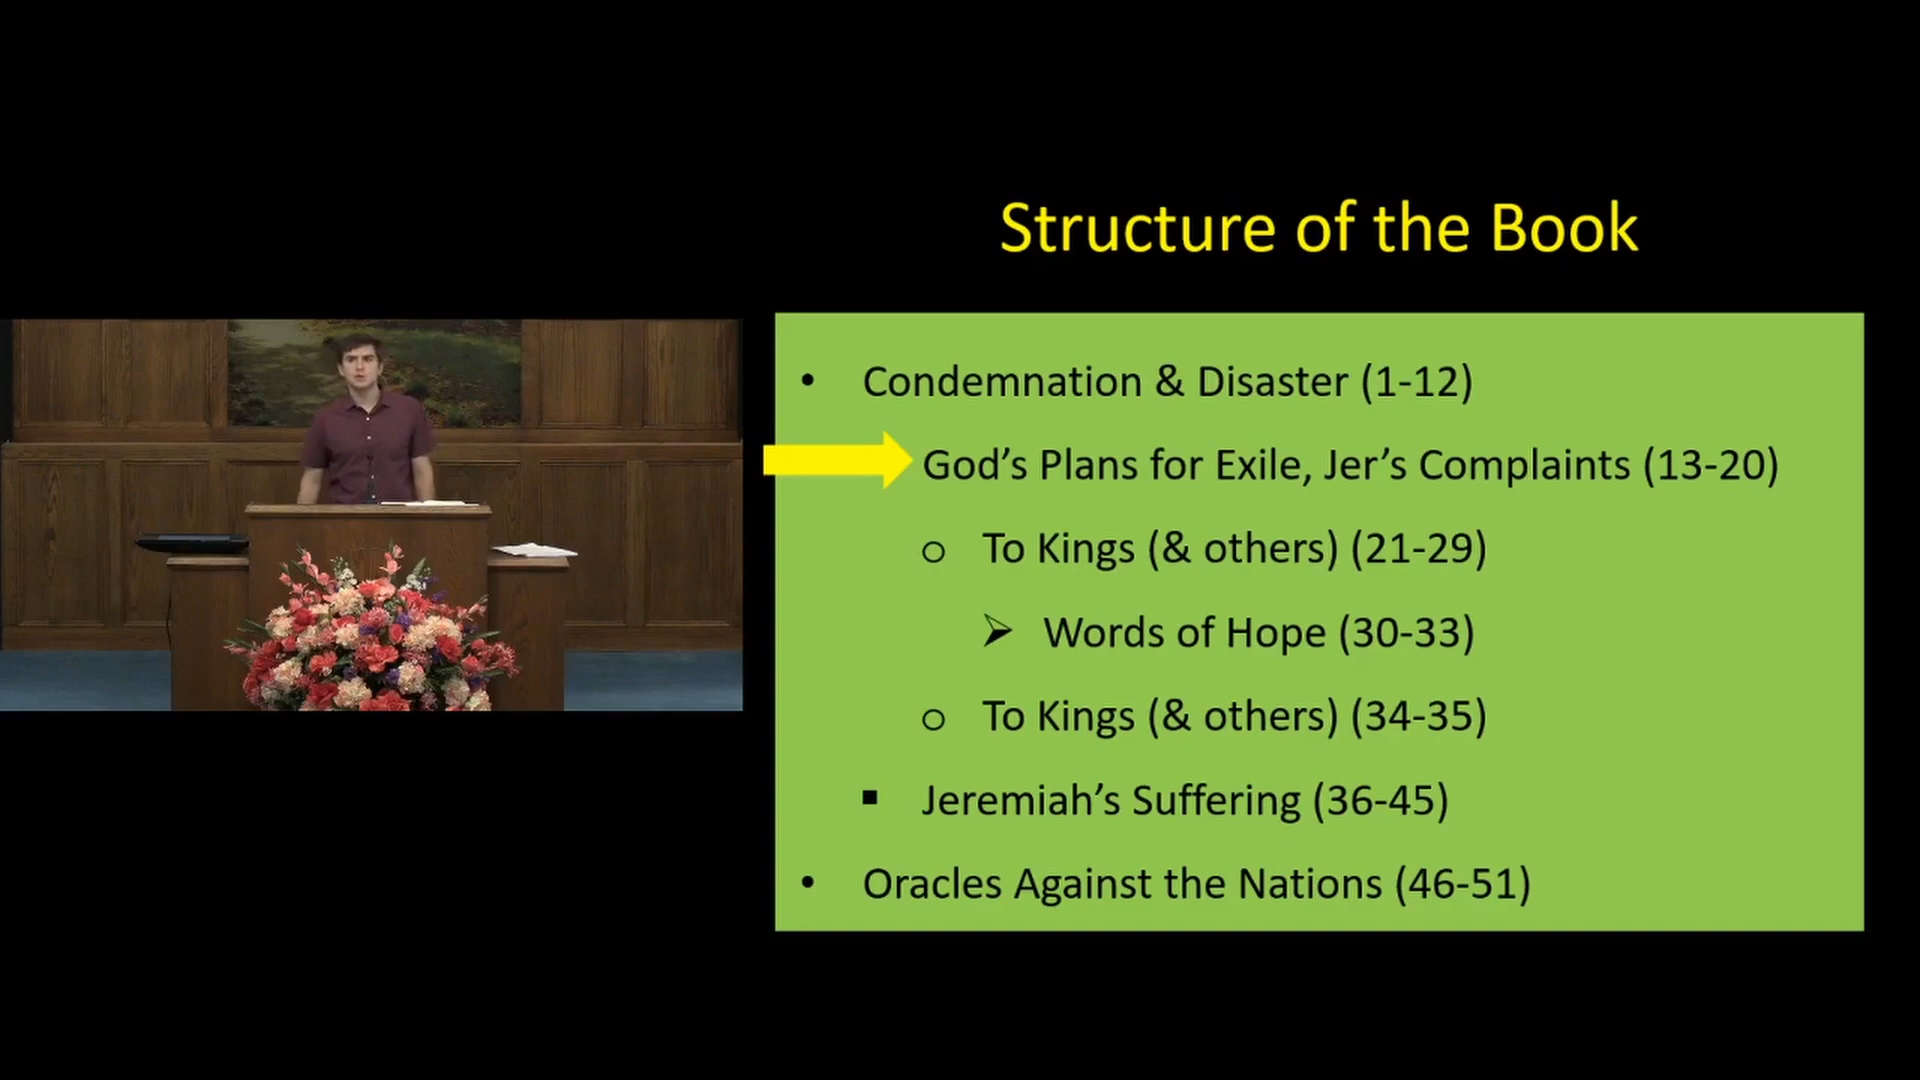 Structure of the Book
• Condemnation & Disaster (1-12)
God’s Plans for Exile, Jer’s Complaints (13-20)
o To Kings (& others) (21-29)
➢ Words of Hope (30-33)
o To Kings (& others) (34-35)
▪ Jeremiah’s Suffering (36-45)
• Oracles Against the Nations (46-51)